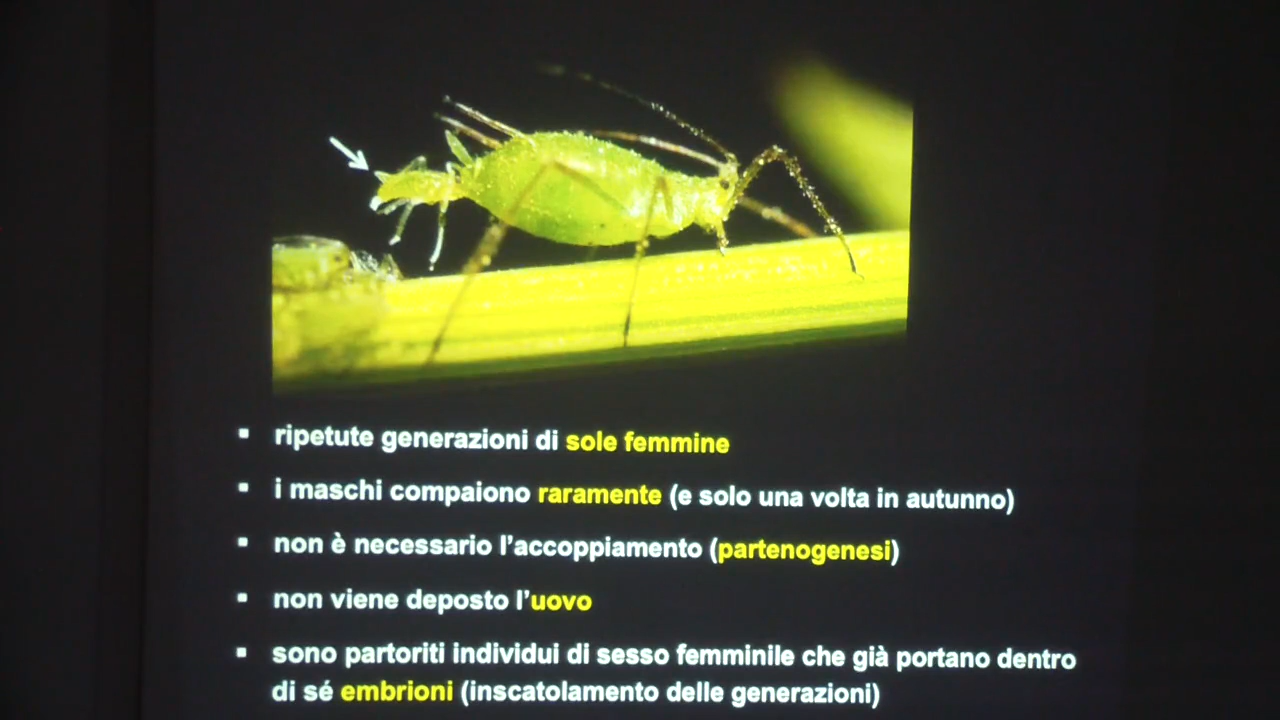 ▪ ripetute generazioni di sole femmine
▪ i maschi compaiono raramente (e solo una volta in autunno)
▪ non è necessario l’accoppiamento (partenogenesi)
▪ non viene deposto l’uovo
▪ sono partoriti individui di sesso femminile che già portano dentro
di sé embrioni (inscatolamento delle generazioni)